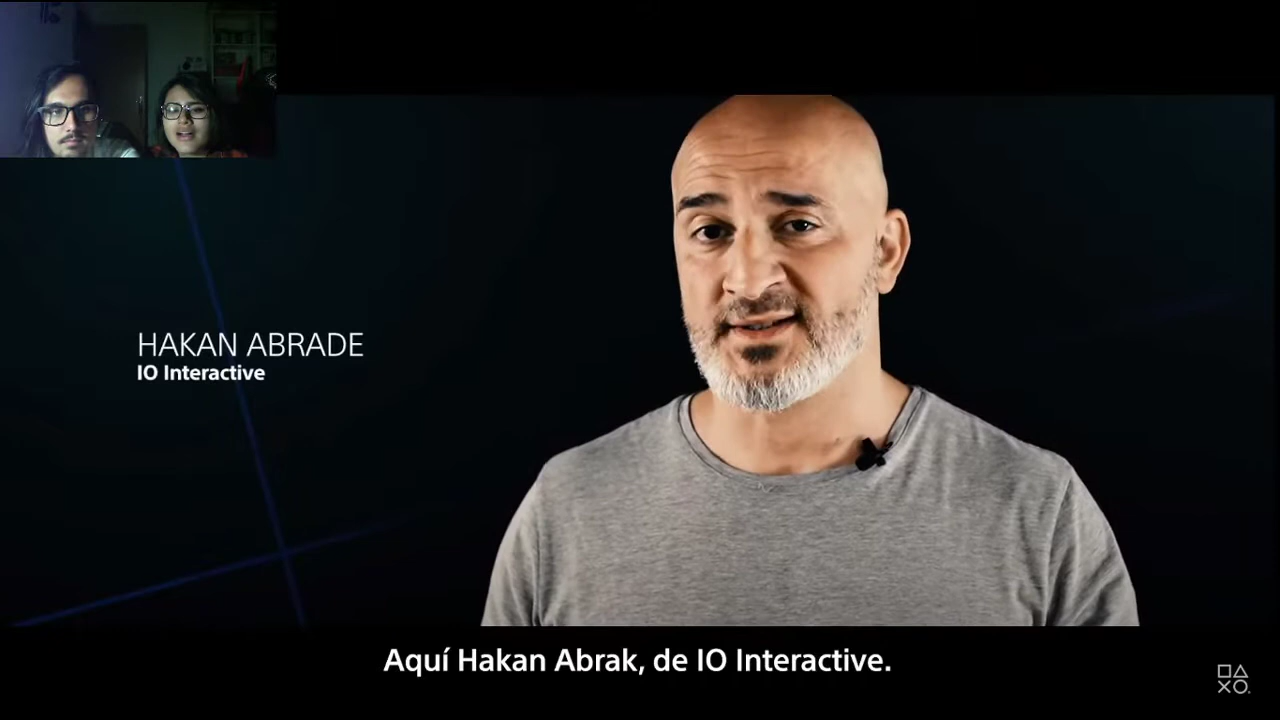 HAKAN ABRADE
IO Interactive
Aquí Hakan Abrak, de IO Interactive.